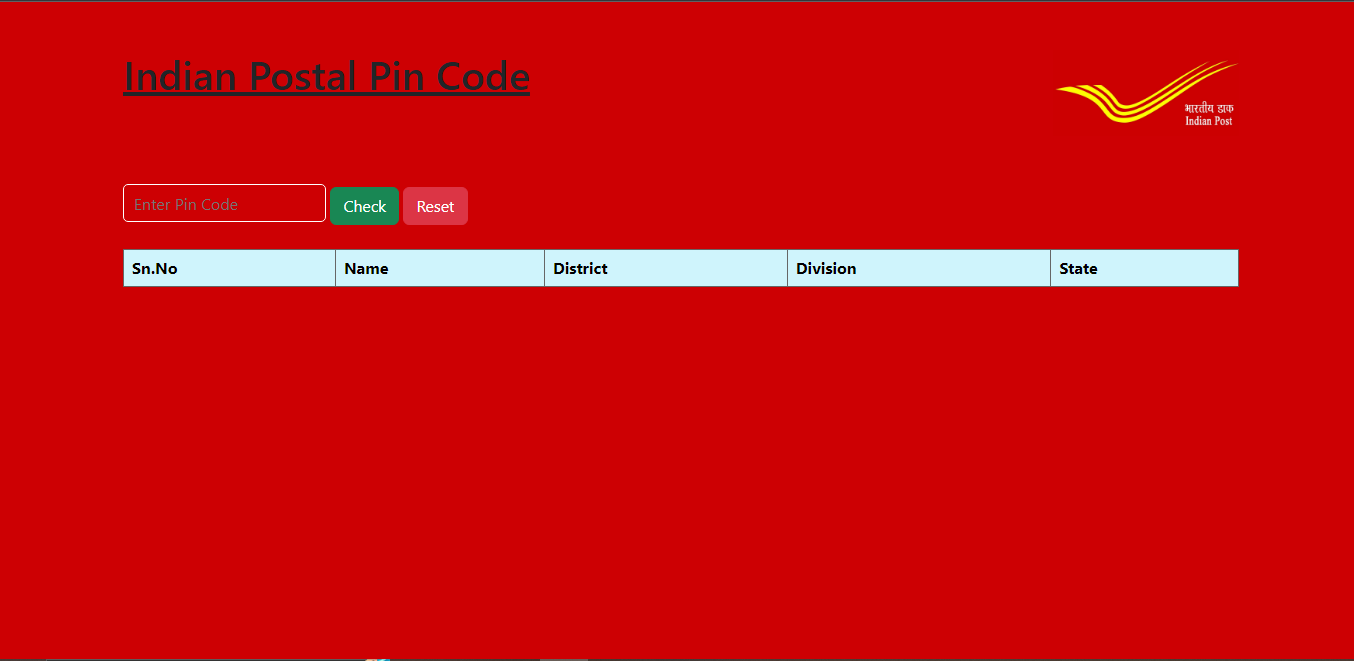 Indian Postal Pin Code
भारतीय डाक
Indian Post
Enter Pin Code
Check
Reset
Sn.No
Name
District
Division
State